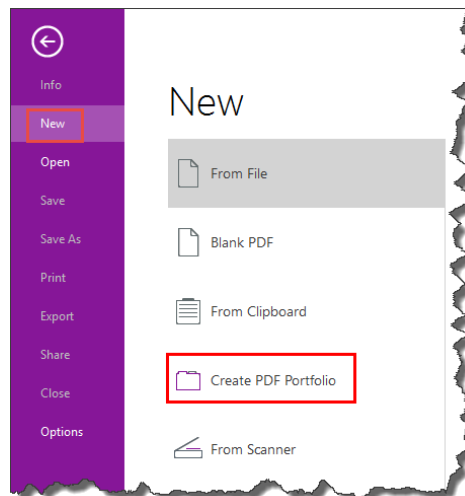 Info
New
Open
Save
Save As
Print
Export
Share
Close
Options
New
From File
Blank PDF
From Clipboard
Create PDF Portfolio
From Scanner